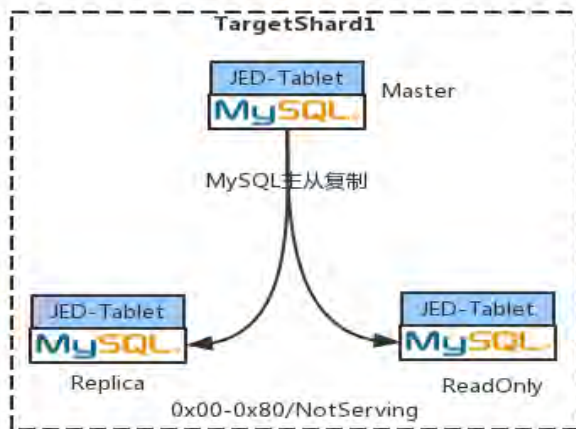 TargetShard1
JED-Tablet
MySQL
Master
MySQL主从复制
JED-Tablet
MySQL
Replica
JED-Tablet
MySQL
ReadOnly
0x00-0x80/NotServing